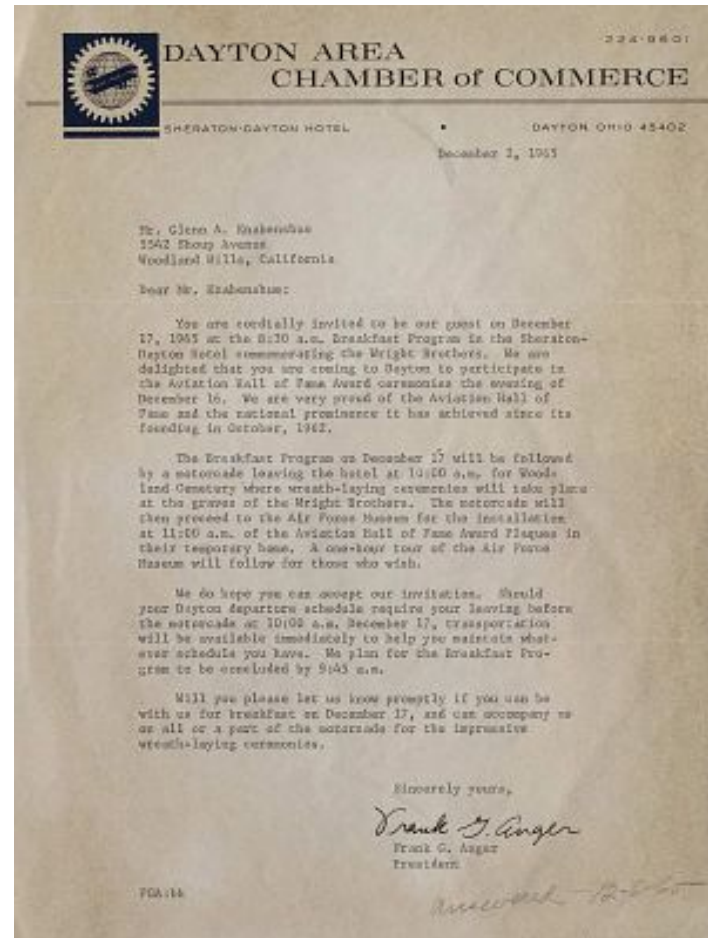 224-9601
DAYTON AREA
CHAMBER of COMMERCE
SHERATON-DAYTON HOTEL • DAYTON, OHIO 45402
December 2, 1965
Mr. Glenn A. Knabenshue
5542 Shoup Avenue
Woodland Hills, California
Dear Mr. Knabenshue:
You are cordially invited to be our guest on December
17, 1965 at the 8:30 a.m. Breakfast Program in the Sheraton-
Dayton Hotel commemorating the Wright Brothers. We are
delighted that you are coming to Dayton to participate in
the Aviation Hall of Fame Award ceremonies the evening of
December 16. We are very proud of the Aviation Hall of
Fame and the national prominence it has achieved since its
founding in October, 1962.
The Breakfast Program on December 17 will be followed
by a motorcade leaving the hotel at 10:00 a.m. for Wood-
land Cemetery where wreath-laying ceremonies will take place
at the graves of the Wright Brothers. The motorcade will
then proceed to the Air Force Museum for the installation
at 11:00 a.m. of the Aviation Hall of Fame Award Plaques in
their temporary home. A one-hour tour of the Air Force
Museum will follow for those who wish.
We do hope you can accept our invitation. Should
your Dayton departure schedule require your leaving before
the motorcade at 10:00 a.m. December 17, transportation
will be available immediately to help you maintain what-
ever schedule you have. We plan for the Breakfast Pro-
gram to be concluded by 9:45 a.m.
Will you please let us know promptly if you can be
with us for breakfast on December 17, and can accompany us
on all or a part of the motorcade for the impressive
wreath-laying ceremonies.
Sincerely yours,
Frank G. Anger
Frank G. Anger
President
FGA:bb
answered